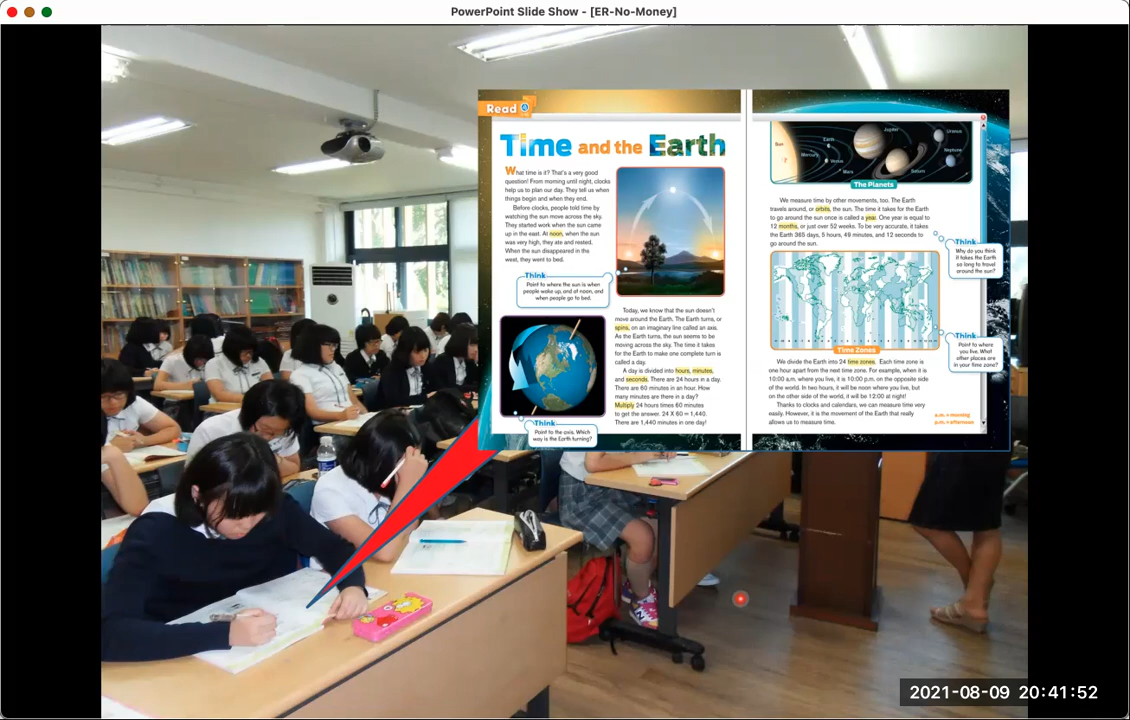 PowerPoint Slide Show - [ER-No-Money]
Read
Time and the Earth
What time is it? That's a very good
question! From morning until night, clocks
help us to plan our day. They tell us when
things begin and when they end.
Before clocks, people told time by
watching the sun move across the sky.
They started work when the sun came
up in the east. At noon, when the sun
was very high, they ate and rested.
When the sun disappeared in the
west, they went to bed.
Think
Point to where the sun is when
people wake up, and at noon, and
when people go to bed.
Today, we know that the sun doesn't
move around the Earth. The Earth turns, or
spins, on an imaginary line called an axis.
As the Earth turns, the sun seems to be
moving across the sky. The time it takes
for the Earth to make one complete turn is
called a day.
A day is divided into hours, minutes,
and seconds. There are 24 hours in a day.
There are 60 minutes in an hour. How
many minutes are there in a day?
Multiply 24 hours times 60 minutes
to get the answer. 24 X 60 = 1,440.
There are 1,440 minutes in one day!
Think
Point to the axis. Which
way is the Earth turning?
Sun
Mercury
Venus
Earth
Mars
Jupiter
Saturn
Uranus
Neptune
The Planets
We measure time by other movements, too. The Earth
travels around, or orbits, the sun. The time it takes for the Earth
to go around the sun once is called a year. One year is equal to
12 months, or just over 52 weeks. To be very accurate, it takes
the Earth 365 days, 5 hours, 49 minutes, and 12 seconds to
go around the sun.
Think
Why do you think
it takes the Earth
so long to travel
around the sun?
Time Zones
Think
Point to where
you live. What
other places are
in your time zone?
We divide the Earth into 24 time zones. Each time zone is
one hour apart from the next time zone. For example, when it is
10:00 a.m. where you live, it is 10:00 p.m. on the opposite side
of the world. In two hours, it will be noon where you live, but
on the other side of the world, it will be 12:00 at night!
Thanks to clocks and calendars, we can measure time very
easily. However, it is the movement of the Earth that really
allows us to measure time.
a.m. = morning
p.m. = afternoon
2021-08-09 20:41:52